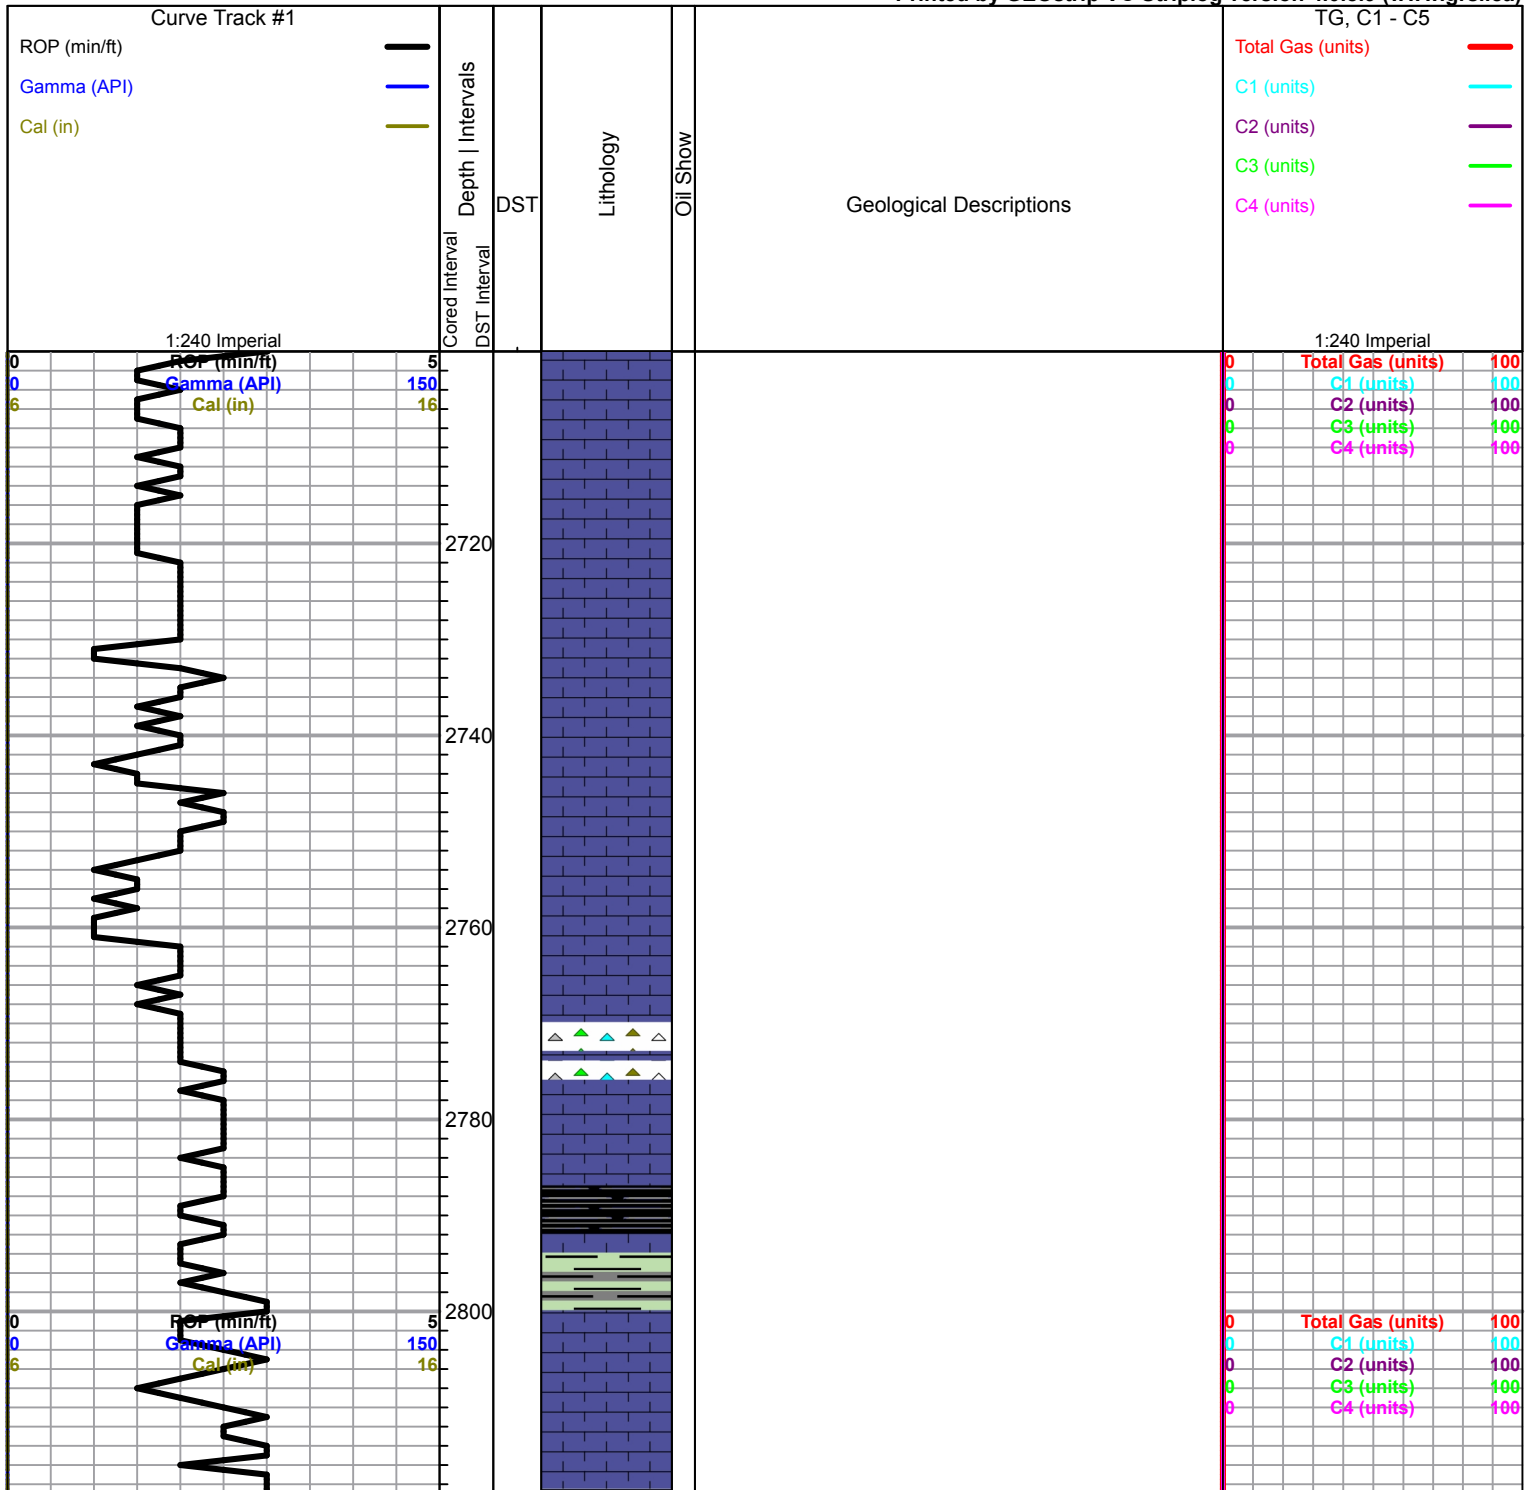 Curve Track #1
ROP (min/ft)
Gamma (API)
Cal (in)
1:240 Imperial
Depth | Intervals
Cored Interval
DST Interval
DST
Lithology
Oil Show
Geological Descriptions
TG, C1 - C5
Total Gas (units)
C1 (units)
C2 (units)
C3 (units)
C4 (units)
1:240 Imperial
0 ROP (min/ft) 5
0 Gamma (API) 150
6 Cal (in) 16
0 Total Gas (units) 100
0 C1 (units) 100
0 C2 (units) 100
0 C3 (units) 100
0 C4 (units) 100
2720
2740
2760
2780
2800
0 ROP (min/ft) 5
0 Gamma (API) 150
6 Cal (in) 16
0 Total Gas (units) 100
0 C1 (units) 100
0 C2 (units) 100
0 C3 (units) 100
0 C4 (units) 100